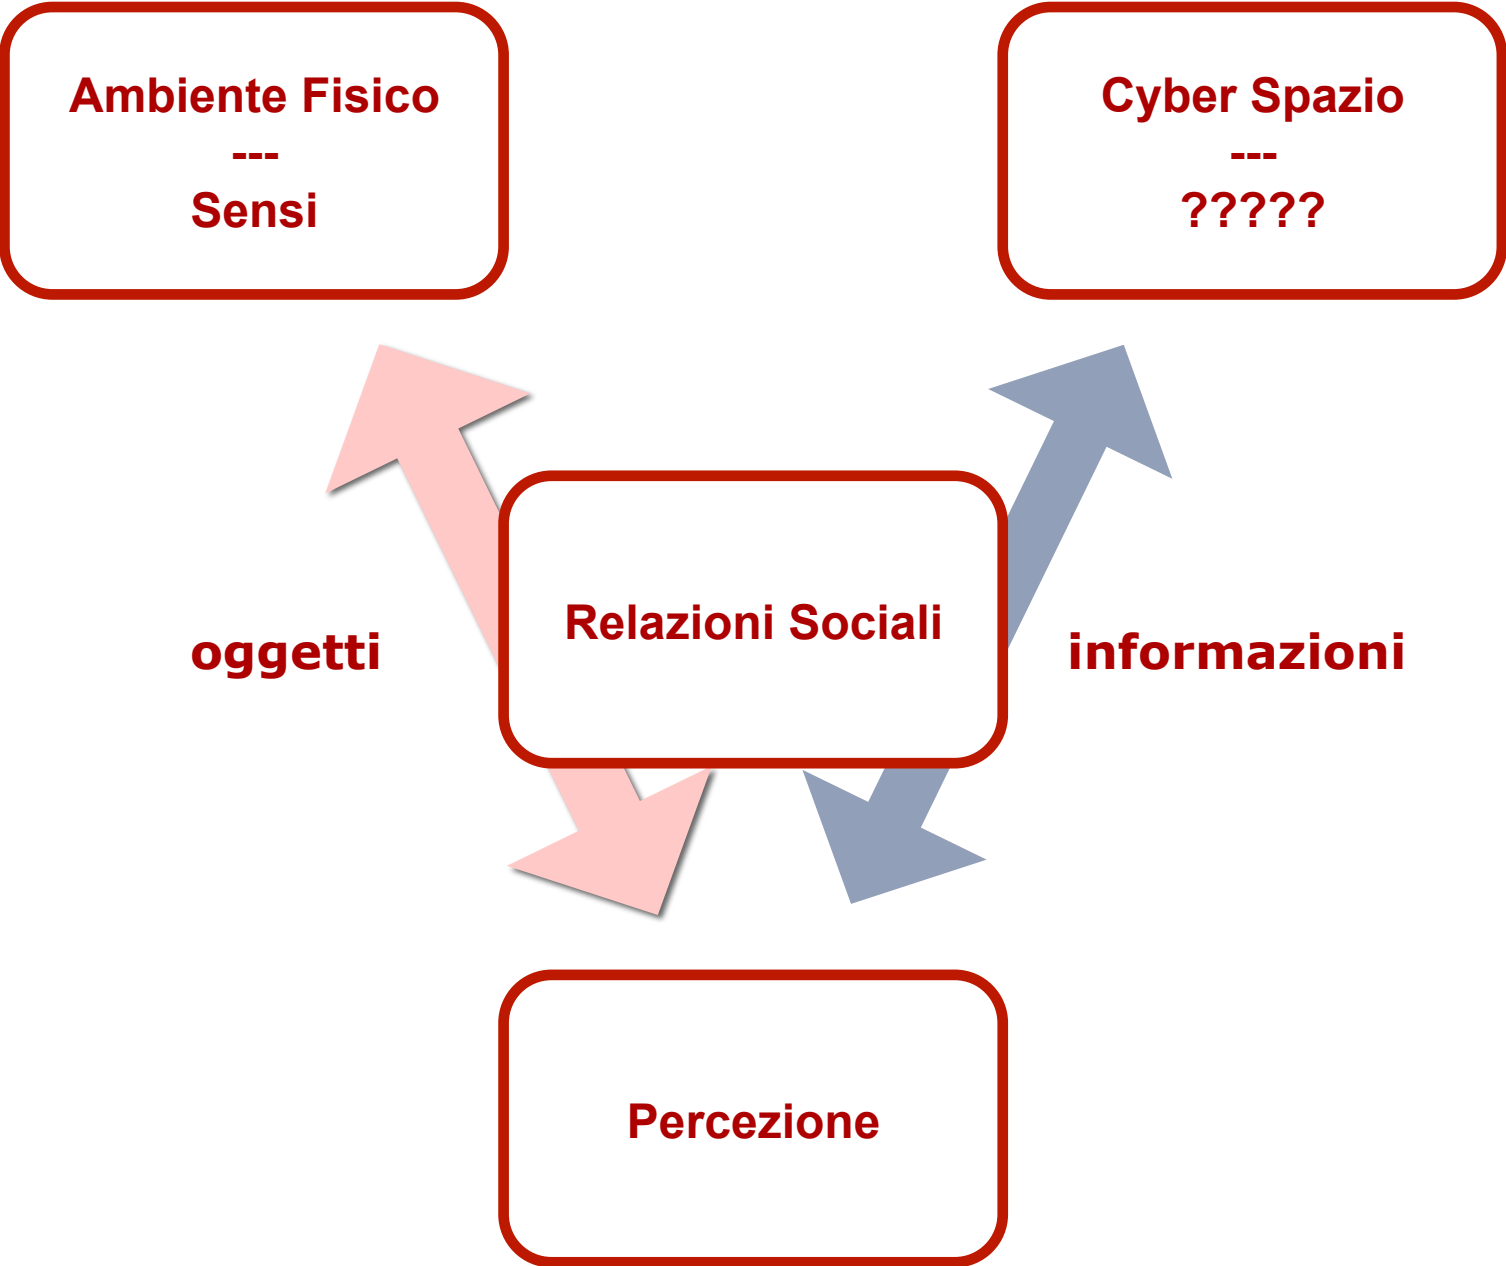 Ambiente Fisico
---
Sensi
Cyber Spazio
---
?????
Relazioni Sociali
oggetti
informazioni
Percezione